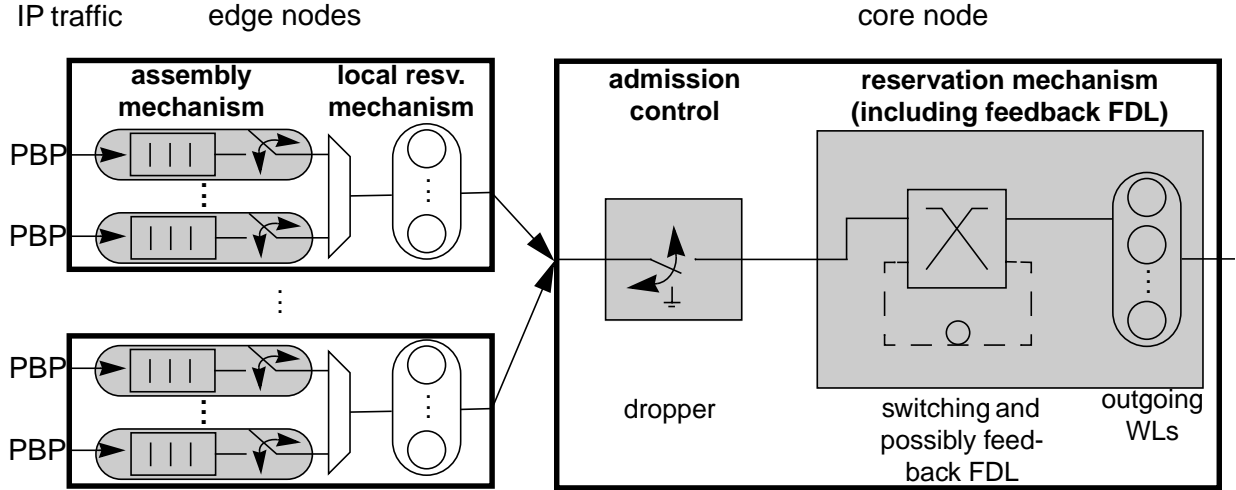 IP traffic
edge nodes
core node
assembly
mechanism
local resv.
mechanism
PBP
PBP
PBP
PBP
admission
control
dropper
reservation mechanism
(including feedback FDL)
switching and
possibly feed-
back FDL
outgoing
WLs